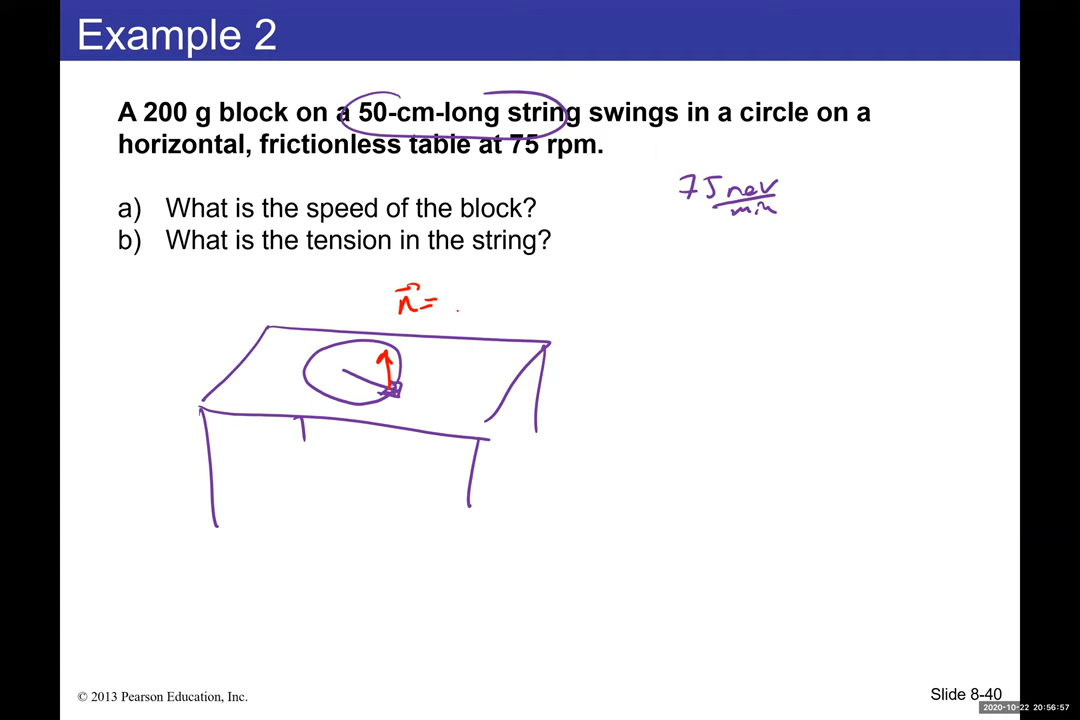 Example 2
A 200 g block on a 50-cm-long string swings in a circle on a
horizontal, frictionless table at 75 rpm.
75 rev
min
a) What is the speed of the block?
b) What is the tension in the string?
n =
© 2013 Pearson Education, Inc.
Slide 8-40
2020-10-22 20:56:57